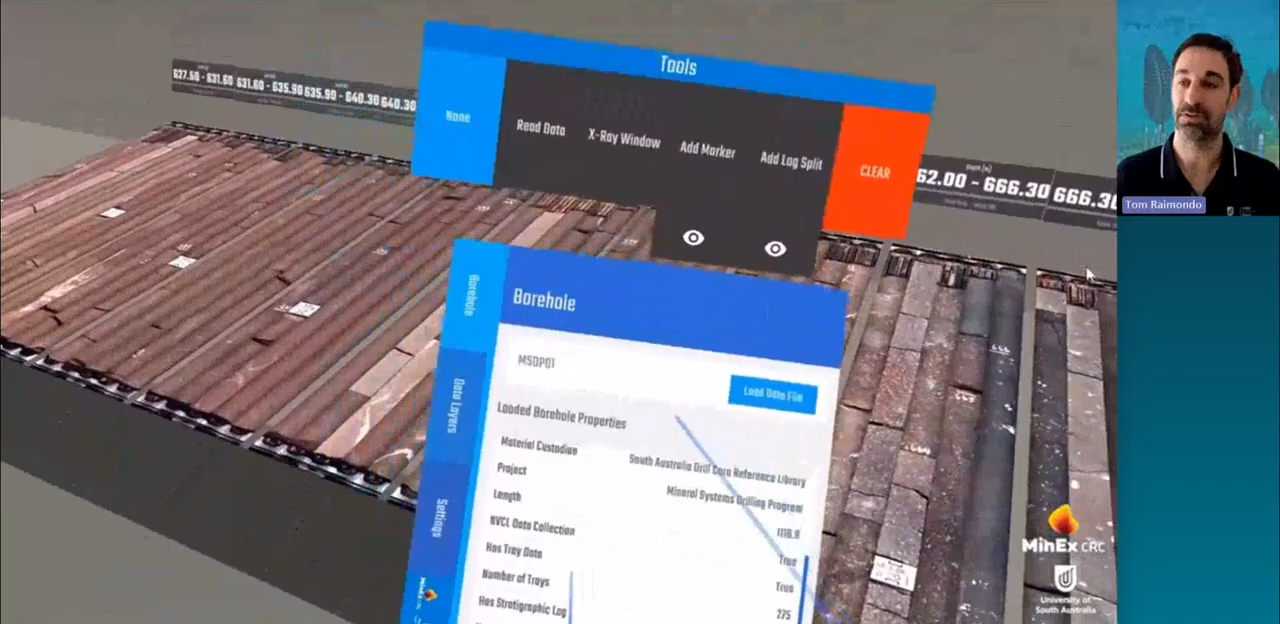 Tools
627.50 - 631.60 631.60 - 635.90 635.90 - 640.30 640.30
None
Read Data
X-Ray Window
Add Marker
Add Log Split
CLEAR
62.00 - 666.30 666.30
Tom Raimondo
Borehole
Borehole
MSDP01
Load Data File
Loaded Borehole Properties
Data Layers
Material Custodian
South Australia Drill Core Reference Library
Project
Mineral Systems Drilling Program
Length
1116.8
NVCL Data Collection
True
Has Tray Data
True
Number of Trays
275
Has Stratigraphic Log
Settings
MinEx CRC
University of
South Australia